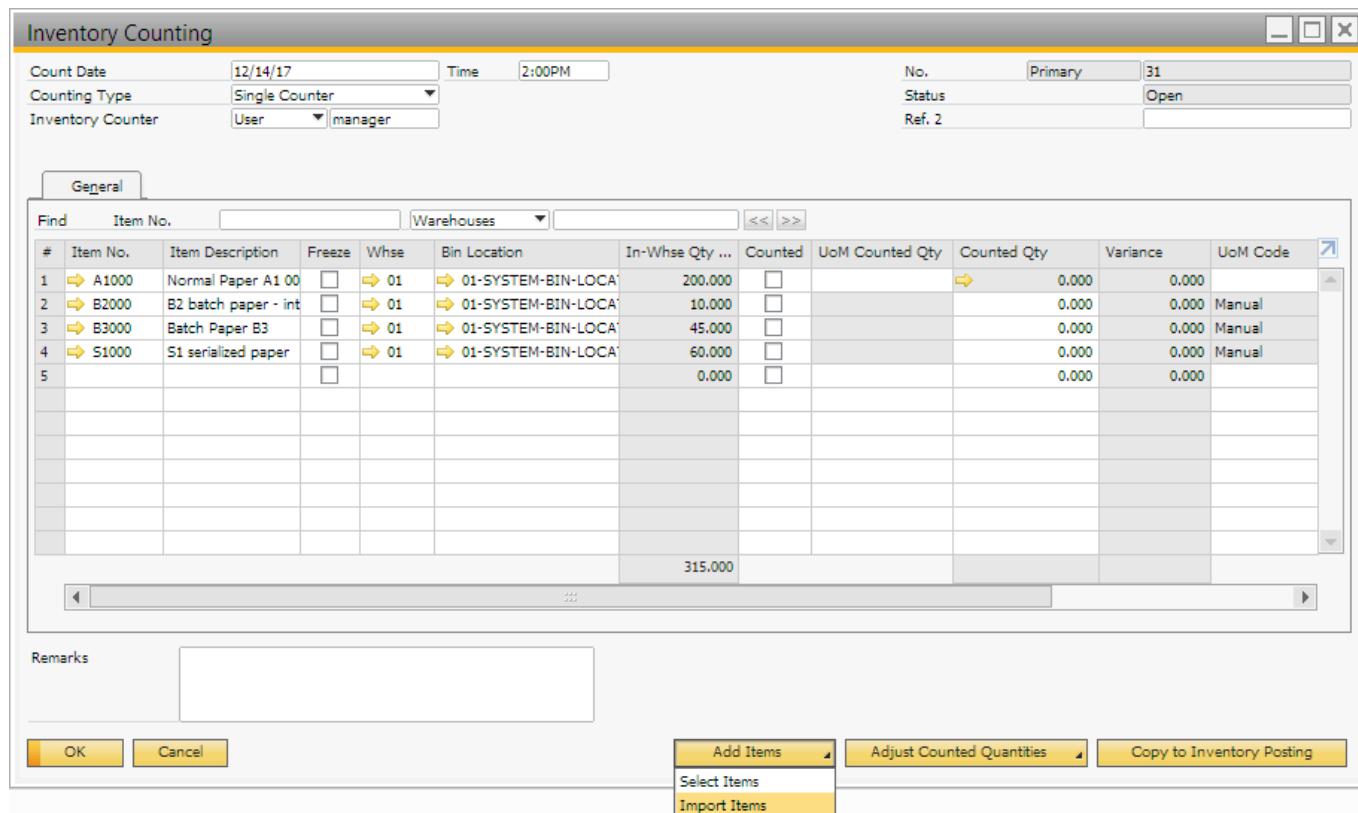 Inventory Counting
Count Date 12/14/17 Time 2:00PM No. Primary 31
Counting Type Single Counter Status Open
Inventory Counter User manager Ref. 2
General
Find Item No. Warehouses << >>
# Item No. Item Description Freeze Whse Bin Location In-Whse Qty ... Counted UoM Counted Qty Counted Qty Variance UoM Code
1 A1000 Normal Paper A1 00 01 01-SYSTEM-BIN-LOCA 200.000 0.000 0.000
2 B2000 B2 batch paper - int 01 01-SYSTEM-BIN-LOCA 10.000 0.000 0.000 Manual
3 B3000 Batch Paper B3 01 01-SYSTEM-BIN-LOCA 45.000 0.000 0.000 Manual
4 S1000 S1 serialized paper 01 01-SYSTEM-BIN-LOCA 60.000 0.000 0.000 Manual
5 0.000 0.000 0.000
315.000
Remarks
OK Cancel Add Items Adjust Counted Quantities Copy to Inventory Posting
Select Items
Import Items